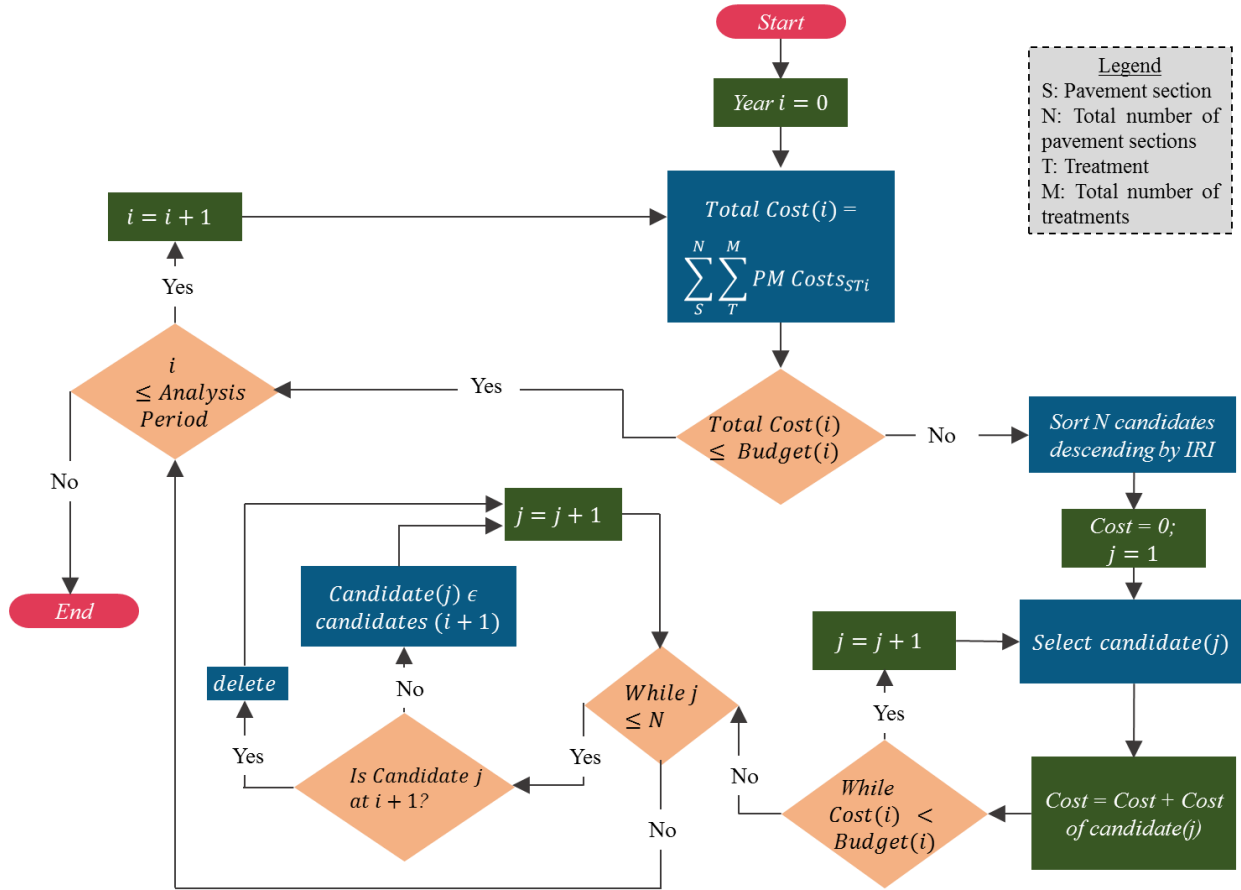 Start
Year i = 0
Legend
S: Pavement section
N: Total number of
pavement sections
T: Treatment
M: Total number of
treatments
i = i + 1
Total Cost(i) =
N M
∑ ∑ PM Costs_STi
S T
Yes
i
≤ Analysis
Period
Yes
Total Cost(i)
≤ Budget(i)
No
Sort N candidates
descending by IRI
No
j = j + 1
Cost = 0;
j = 1
End
Candidate(j) ϵ
candidates (i + 1)
j = j + 1
Select candidate(j)
delete
No
While j
≤ N
Yes
Yes
Yes
Is Candidate j
at i + 1?
No
While
Cost(i) <
Budget(i)
Cost = Cost + Cost
of candidate(j)
No